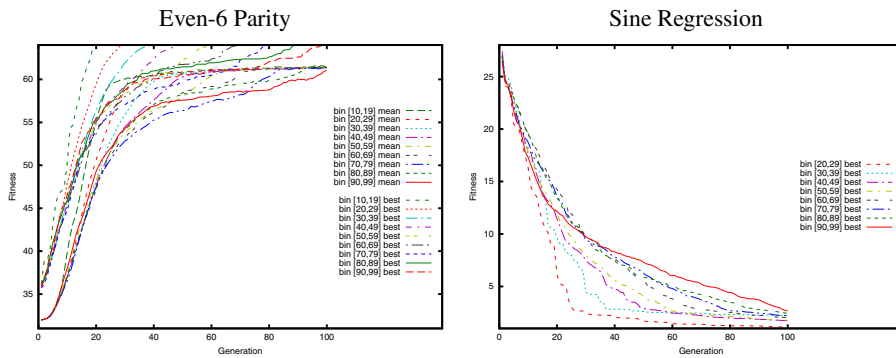 Even-6 Parity
Fitness
60
55
50
45
40
35
0
20
40
60
80
100
Generation
bin [10,19] mean
bin [20,29] mean
bin [30,39] mean
bin [40,49] mean
bin [50,59] mean
bin [60,69] mean
bin [70,79] mean
bin [80,89] mean
bin [90,99] mean
bin [10,19] best
bin [20,29] best
bin [30,39] best
bin [40,49] best
bin [50,59] best
bin [60,69] best
bin [70,79] best
bin [80,89] best
bin [90,99] best
Sine Regression
Fitness
25
20
15
10
5
0
20
40
60
80
100
Generation
bin [20,29] best
bin [30,39] best
bin [40,49] best
bin [50,59] best
bin [60,69] best
bin [70,79] best
bin [80,89] best
bin [90,99] best